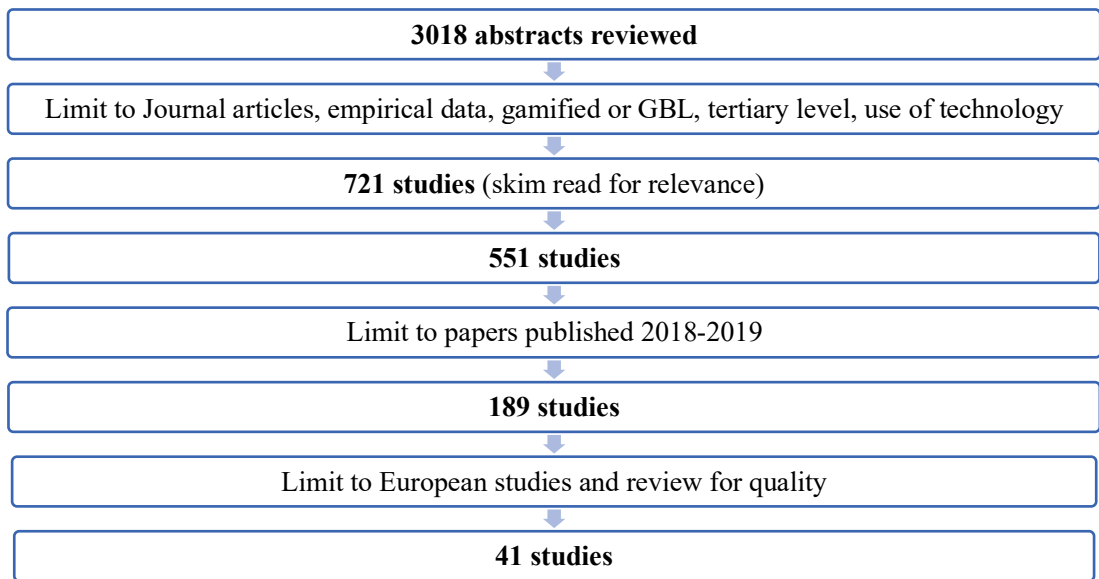 3018 abstracts reviewed
Limit to Journal articles, empirical data, gamified or GBL, tertiary level, use of technology
721 studies (skim read for relevance)
551 studies
Limit to papers published 2018-2019
189 studies
Limit to European studies and review for quality
41 studies